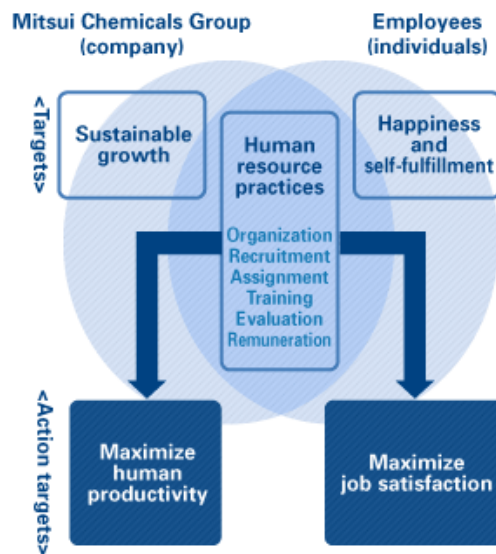 Mitsui Chemicals Group
(company)
Employees
(individuals)
<Targets>
Sustainable
growth
Human
resource
practices
Organization
Recruitment
Assignment
Training
Evaluation
Remuneration
Happiness
and
self-fulfillment
<Action targets>
Maximize
human
productivity
Maximize
job satisfaction